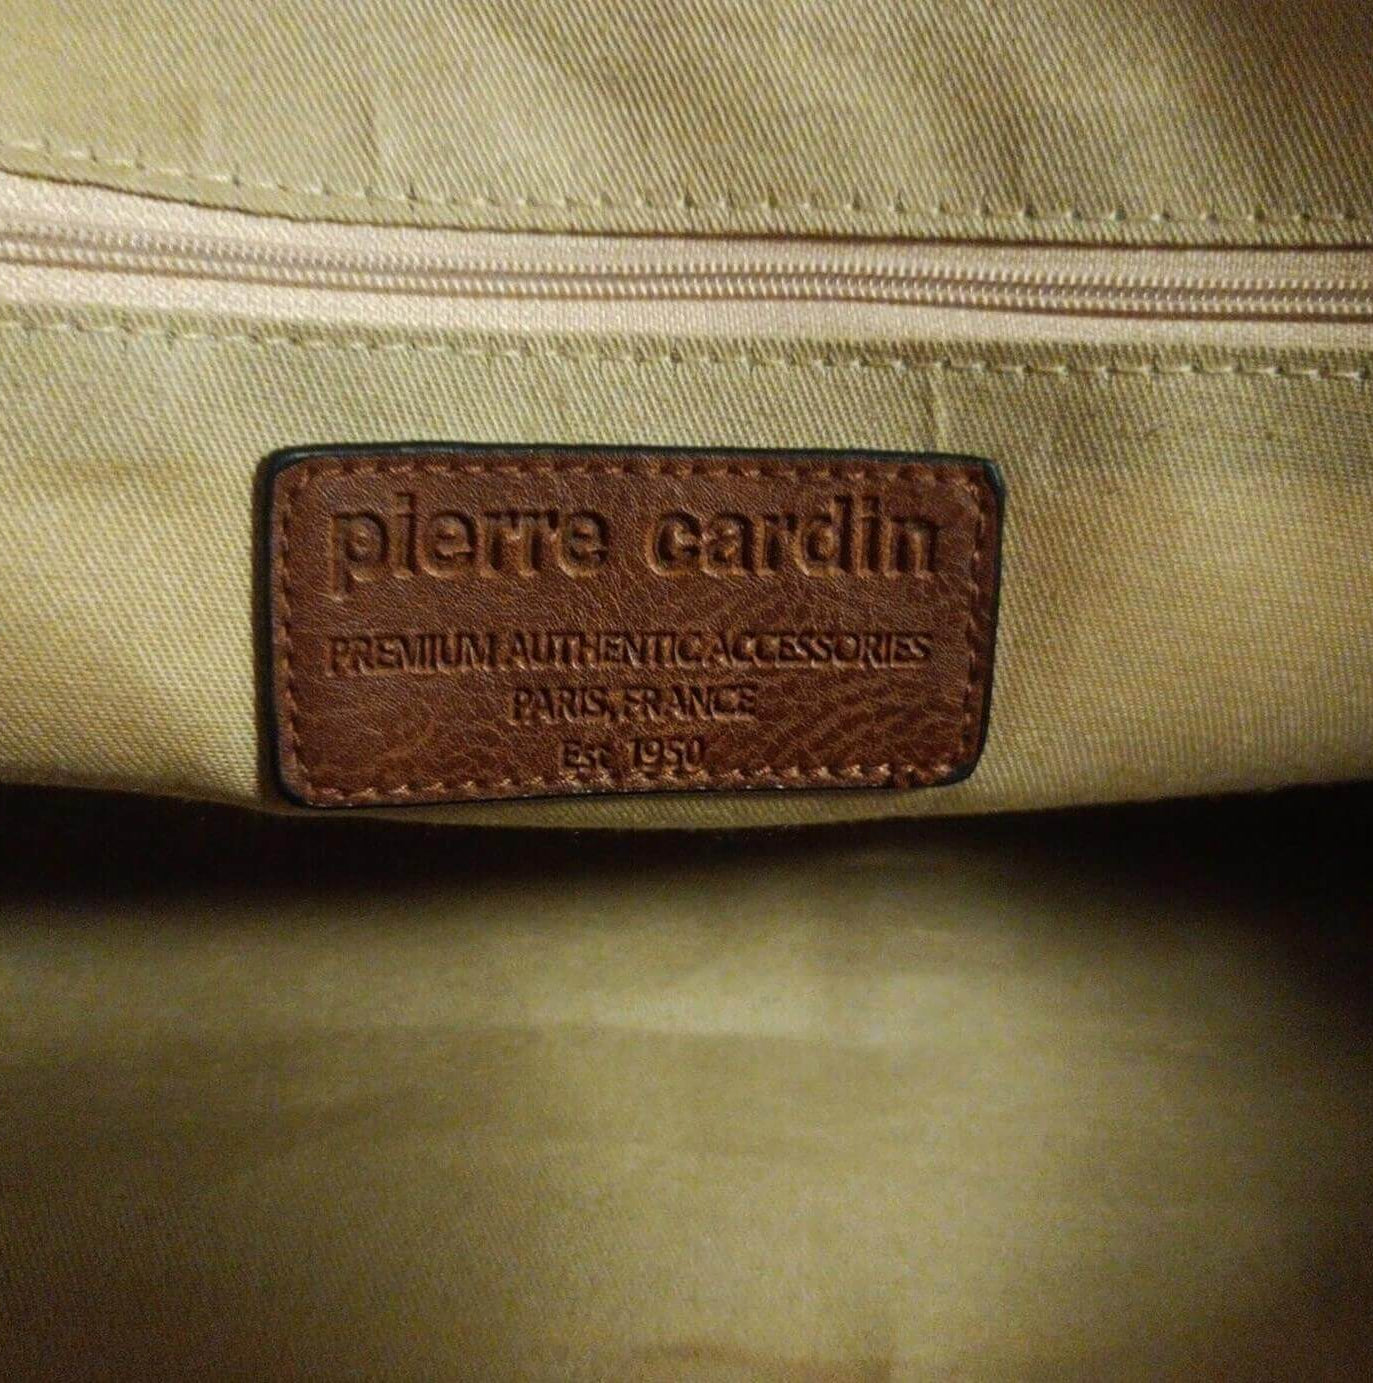 pierre cardin
PREMIUM AUTHENTIC ACCESSORIES
PARIS, FRANCE
Est 1950